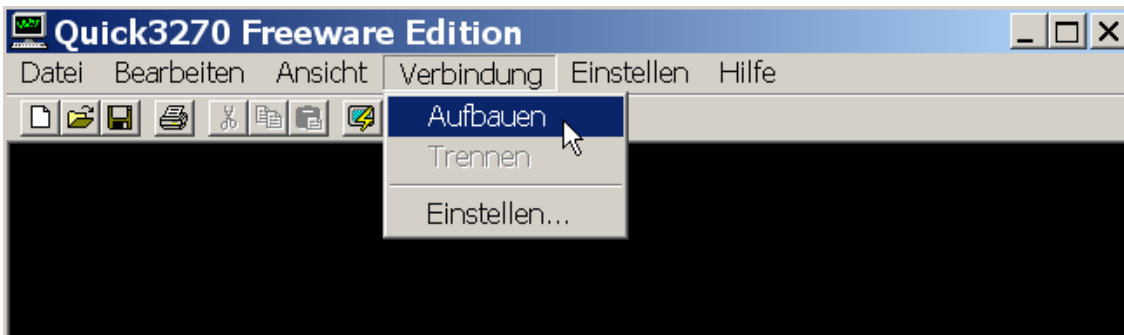 Quick3270 Freeware Edition
Datei Bearbeiten Ansicht Verbindung Einstellen Hilfe
Aufbauen
Trennen
Einstellen...